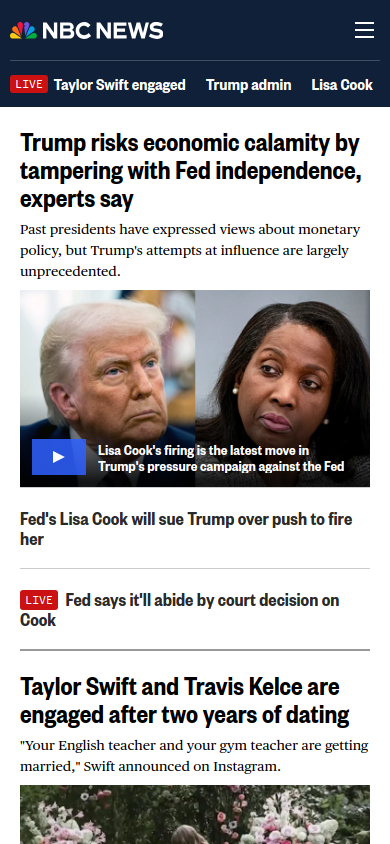 NBC NEWS
LIVE Taylor Swift engaged Trump admin Lisa Cook
Trump risks economic calamity by
tampering with Fed independence,
experts say
Past presidents have expressed views about monetary
policy, but Trump's attempts at influence are largely
unprecedented.
Lisa Cook's firing is the latest move in
Trump's pressure campaign against the Fed
Fed's Lisa Cook will sue Trump over push to fire
her
LIVE Fed says it'll abide by court decision on
Cook
Taylor Swift and Travis Kelce are
engaged after two years of dating
"Your English teacher and your gym teacher are getting
married," Swift announced on Instagram.